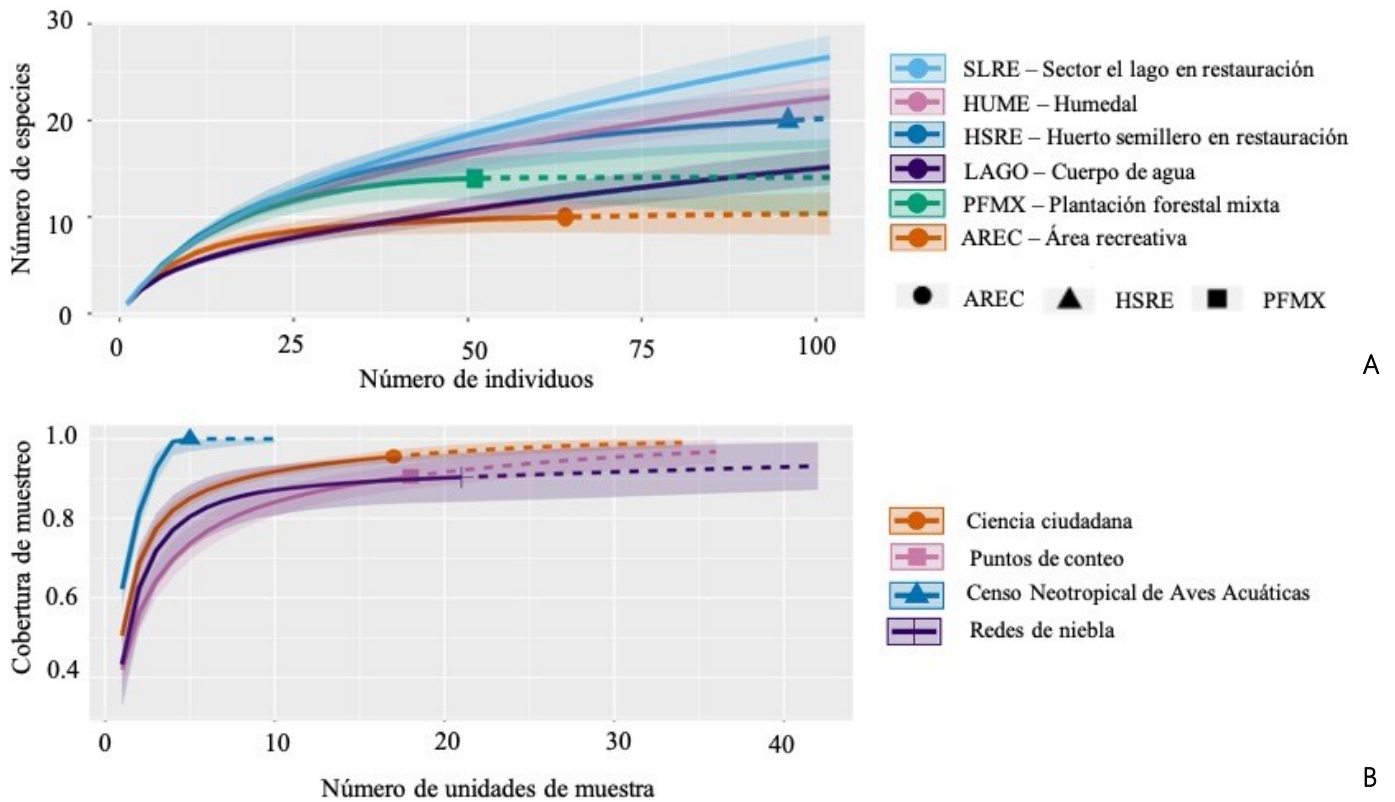 30
20
10
0
Número de especies
0 25 50 75 100
Número de individuos
SLRE – Sector el lago en restauración
HUME – Humedal
HSRE – Huerto semillero en restauración
LAGO – Cuerpo de agua
PFMX – Plantación forestal mixta
AREC – Área recreativa
AREC HSRE PFMX
A
1.0
0.8
0.6
0.4
Cobertura de muestreo
0 10 20 30 40
Número de unidades de muestra
Ciencia ciudadana
Puntos de conteo
Censo Neotropical de Aves Acuáticas
Redes de niebla
B